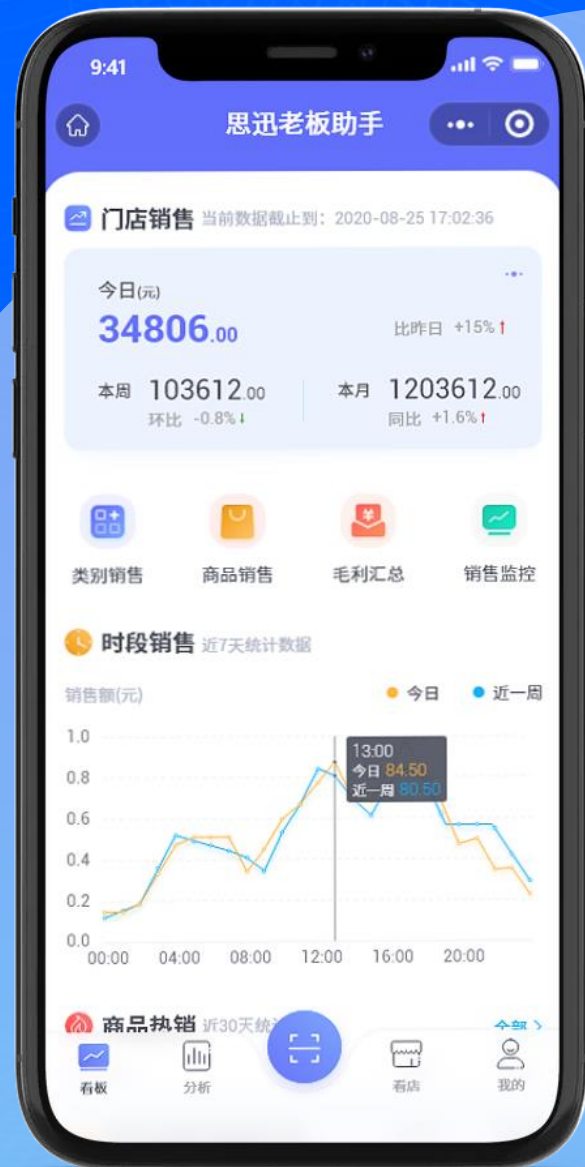 9:41
思迅老板助手
门店销售 当前数据截止到：2020-08-25 17:02:36
今日(元)
34806.00
比昨日 +15%↑
本周 103612.00
环比 -0.8%↓
本月 1203612.00
同比 +1.6%↑
类别销售 商品销售 毛利汇总 销售监控
时段销售 近7天统计数据
销售额(元)
今日 近一周
1.0
0.8
0.6
0.4
0.2
0.0
13:00
今日 84.50
近一周 80.50
00:00 04:00 08:00 12:00 16:00 20:00
商品热销 近30天统
全部 >
看板 分析 看店 我的